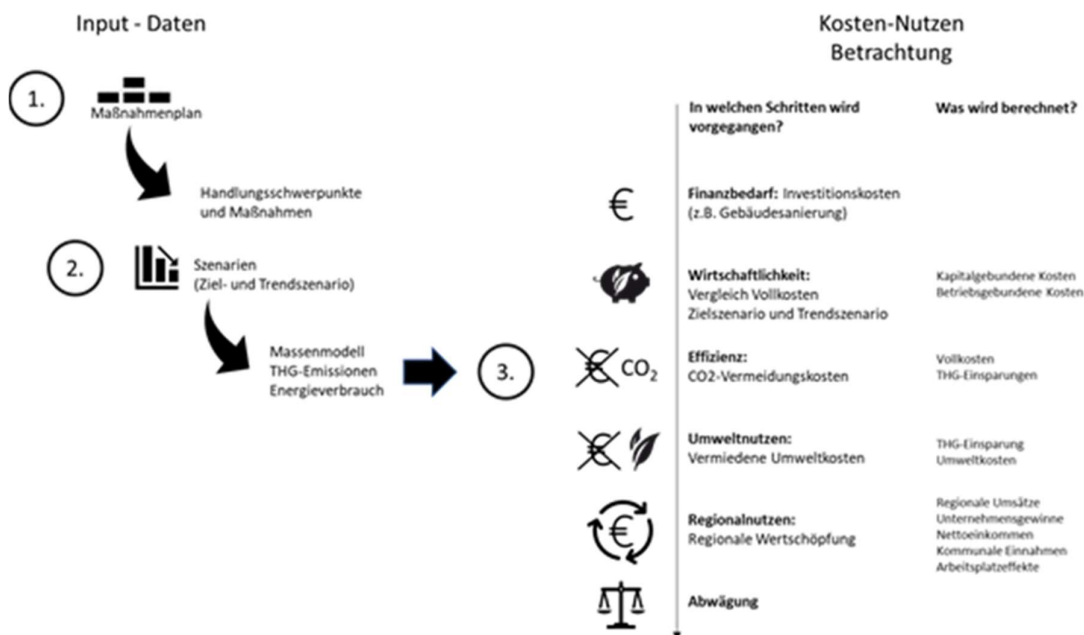 Input - Daten
1.
Maßnahmenplan
Handlungsschwerpunkte
und Maßnahmen
2.
Szenarien
(Ziel- und Trendszenario)
Massenmodell
THG-Emissionen
Energieverbrauch
3.
Kosten-Nutzen
Betrachtung
In welchen Schritten wird
vorgegangen?
Was wird berechnet?
€
Finanzbedarf: Investitionskosten
(z.B. Gebäudesanierung)
Wirtschaftlichkeit:
Vergleich Vollkosten
Zielszenario und Trendszenario
Kapitalgebundene Kosten
Betriebsgebundene Kosten
€ CO2
Effizienz:
CO2-Vermeidungskosten
Vollkosten
THG-Einsparungen
€
Umweltnutzen:
Vermiedene Umweltkosten
THG-Einsparung
Umweltkosten
€
Regionalnutzen:
Regionale Wertschöpfung
Regionale Umsätze
Unternehmensgewinne
Nettoeinkommen
Kommunale Einnahmen
Arbeitsplatzeffekte
Abwägung